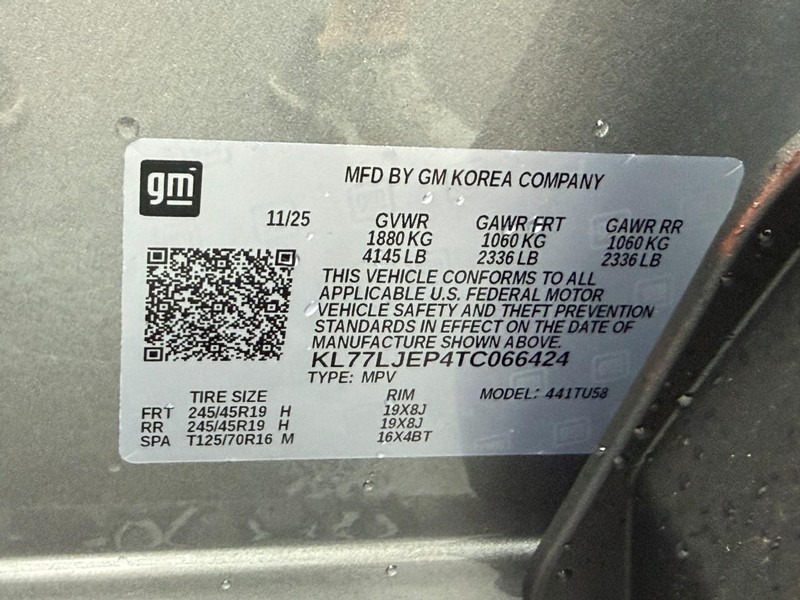 gm
MFD BY GM KOREA COMPANY
11/25 GVWR GAWR FRT GAWR RR
1880 KG 1060 KG 1060 KG
4145 LB 2336 LB 2336 LB
THIS VEHICLE CONFORMS TO ALL
APPLICABLE U.S. FEDERAL MOTOR
VEHICLE SAFETY AND THEFT PREVENTION
STANDARDS IN EFFECT ON THE DATE OF
MANUFACTURE SHOWN ABOVE.
KL77LJEP4TC066424
TYPE: MPV MODEL: 441TU58
TIRE SIZE RIM
FRT 245/45R19 H 19X8J
RR 245/45R19 H 19X8J
SPA T125/70R16 M 16X4BT